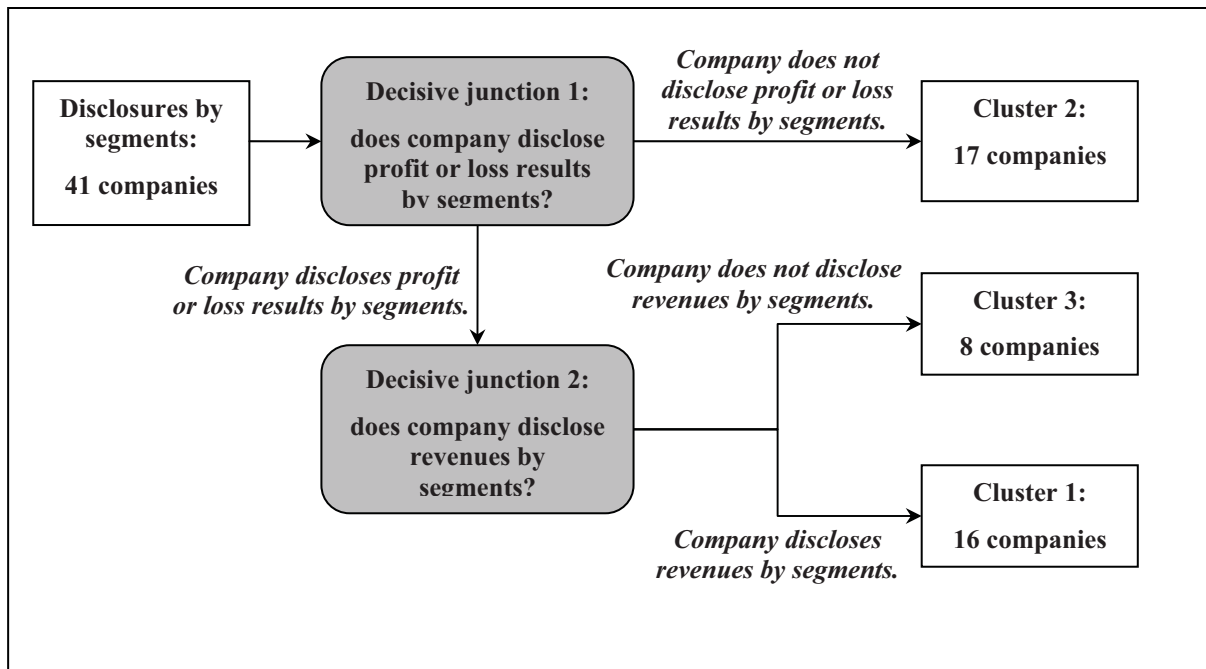 Disclosures by
segments:
41 companies
Decisive junction 1:
does company disclose
profit or loss results
by segments?
Company does not
disclose profit or loss
results by segments.
Cluster 2:
17 companies
Company discloses profit
or loss results by segments.
Company does not disclose
revenues by segments.
Cluster 3:
8 companies
Decisive junction 2:
does company disclose
revenues by
segments?
Cluster 1:
16 companies
Company discloses
revenues by segments.